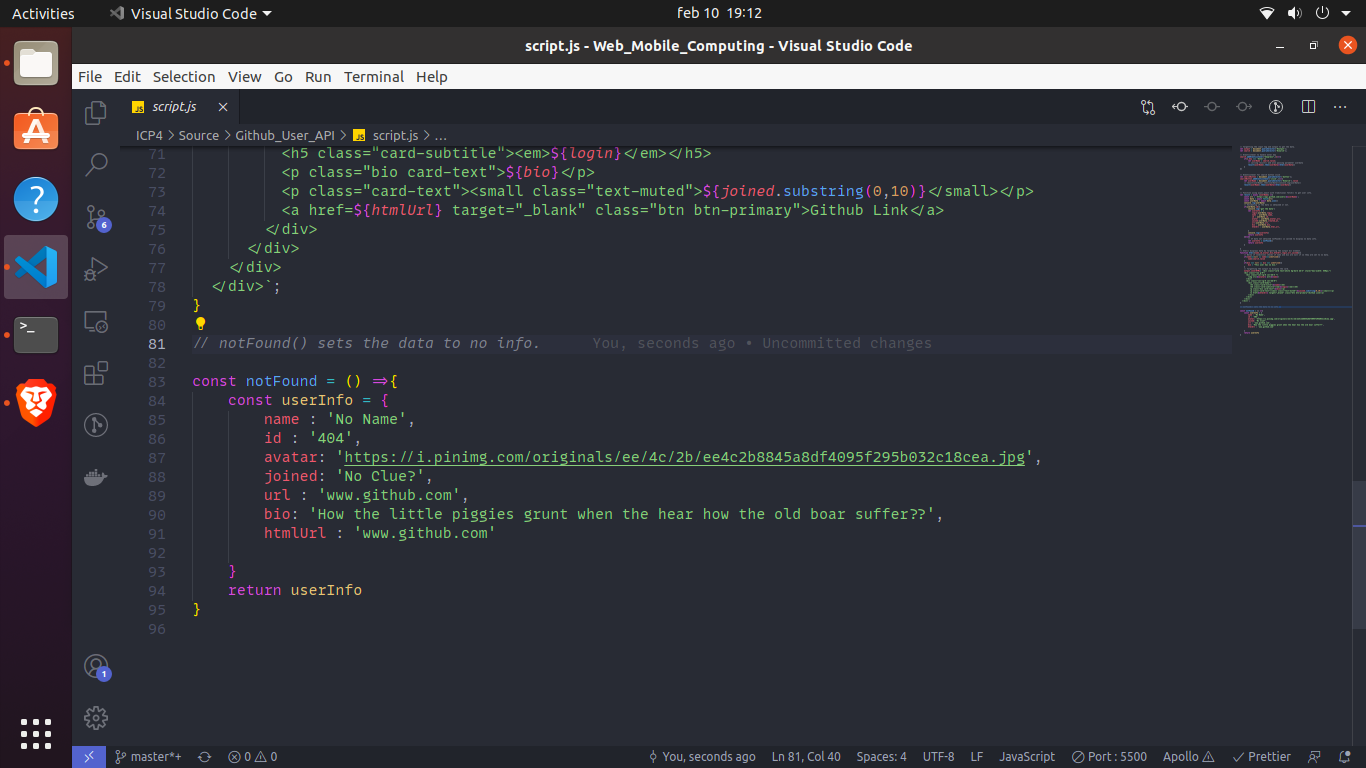 Activities
Visual Studio Code
feb 10 19:12
script.js - Web_Mobile_Computing - Visual Studio Code
File Edit Selection View Go Run Terminal Help
JS script.js
ICP4 > Source > Github_User_API > JS script.js > ...
71 <h5 class="card-subtitle"><em>${login}</em></h5>
72 <p class="bio card-text">${bio}</p>
73 <p class="card-text"><small class="text-muted">${joined.substring(0,10)}</small></p>
74 <a href=${htmlUrl} target="_blank" class="btn btn-primary">Github Link</a>
75 </div>
76 </div>
77 </div>
78 </div>`;
79 }
80
81 // notFound() sets the data to no info. You, seconds ago • Uncommitted changes
82
83 const notFound = () =>{
84 const userInfo = {
85 name : 'No Name',
86 id : '404',
87 avatar: 'https://i.pinimg.com/originals/ee/4c/2b/ee4c2b8845a8df4095f295b032c18cea.jpg',
88 joined: 'No Clue?',
89 url : 'www.github.com',
90 bio: 'How the little piggies grunt when the hear how the old boar suffer??',
91 htmlUrl : 'www.github.com'
92
93 }
94 return userInfo
95 }
96
6
1
master*+ 0 0 You, seconds ago Ln 81, Col 40 Spaces: 4 UTF-8 LF JavaScript Port : 5500 Apollo Prettier